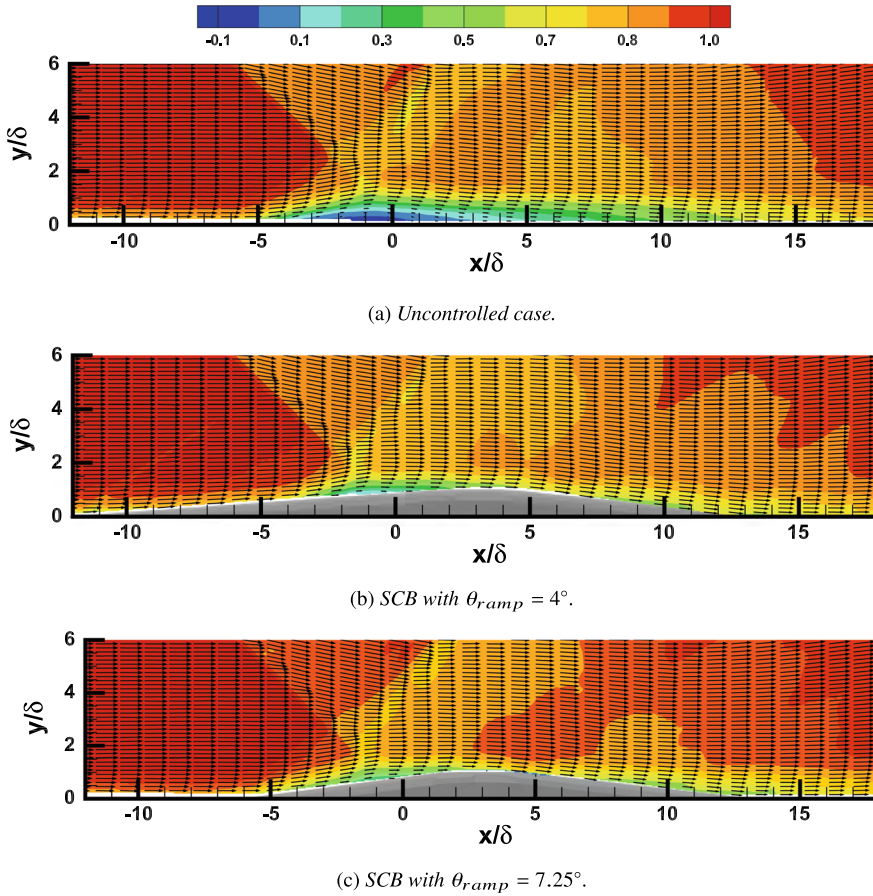 -0.1 0.1 0.3 0.5 0.7 0.8 1.0
6
4
2
0
y/δ
-10 -5 0 5 10 15
x/δ
(a) Uncontrolled case.
6
4
2
0
y/δ
-10 -5 0 5 10 15
x/δ
(b) SCB with θramp = 4°.
6
4
2
0
y/δ
-10 -5 0 5 10 15
x/δ
(c) SCB with θramp = 7.25°.